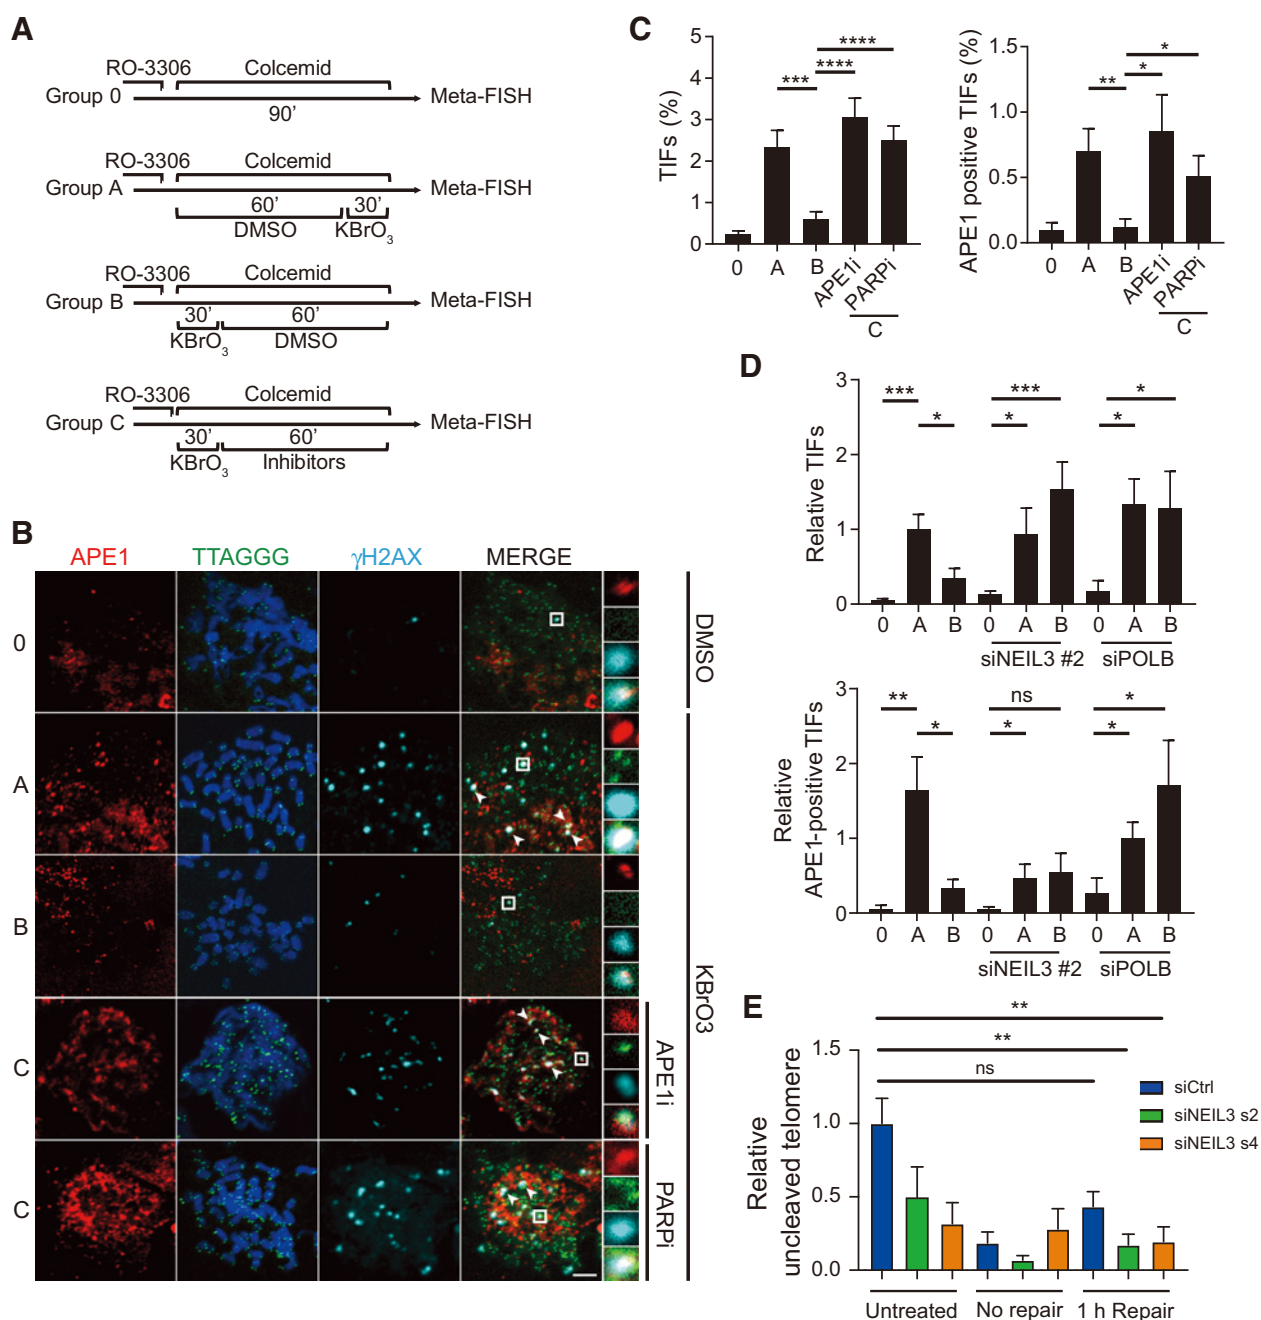 A
RO-3306 Colcemid
Group 0 Meta-FISH
90’
RO-3306 Colcemid
Group A Meta-FISH
60’ 30’
DMSO KBrO3
RO-3306 Colcemid
Group B Meta-FISH
30’ 60’
KBrO3 DMSO
RO-3306 Colcemid
Group C Meta-FISH
30’ 60’
KBrO3 Inhibitors
B
APE1 TTAGGG γH2AX MERGE
0
A
B
C
C
DMSO
KBrO3
APE1i
PARPi
C
TIFs (%)
5
4
3
2
1
0
*** **** ****
0 A B APE1i PARPi
C
APE1 positive TIFs (%)
1.5
1.0
0.5
0.0
** * *
0 A B APE1i PARPi
C
D
Relative TIFs
3
2
1
0
*** * * *** * *
0 A B 0 A B 0 A B
siNEIL3 #2 siPOLB
Relative
APE1-positive TIFs
3
2
1
0
** * * ns * *
0 A B 0 A B 0 A B
siNEIL3 #2 siPOLB
E
Relative
uncleaved telomere
1.5
1.0
0.5
0.0
**
**
ns
siCtrl
siNEIL3 s2
siNEIL3 s4
Untreated No repair 1 h Repair